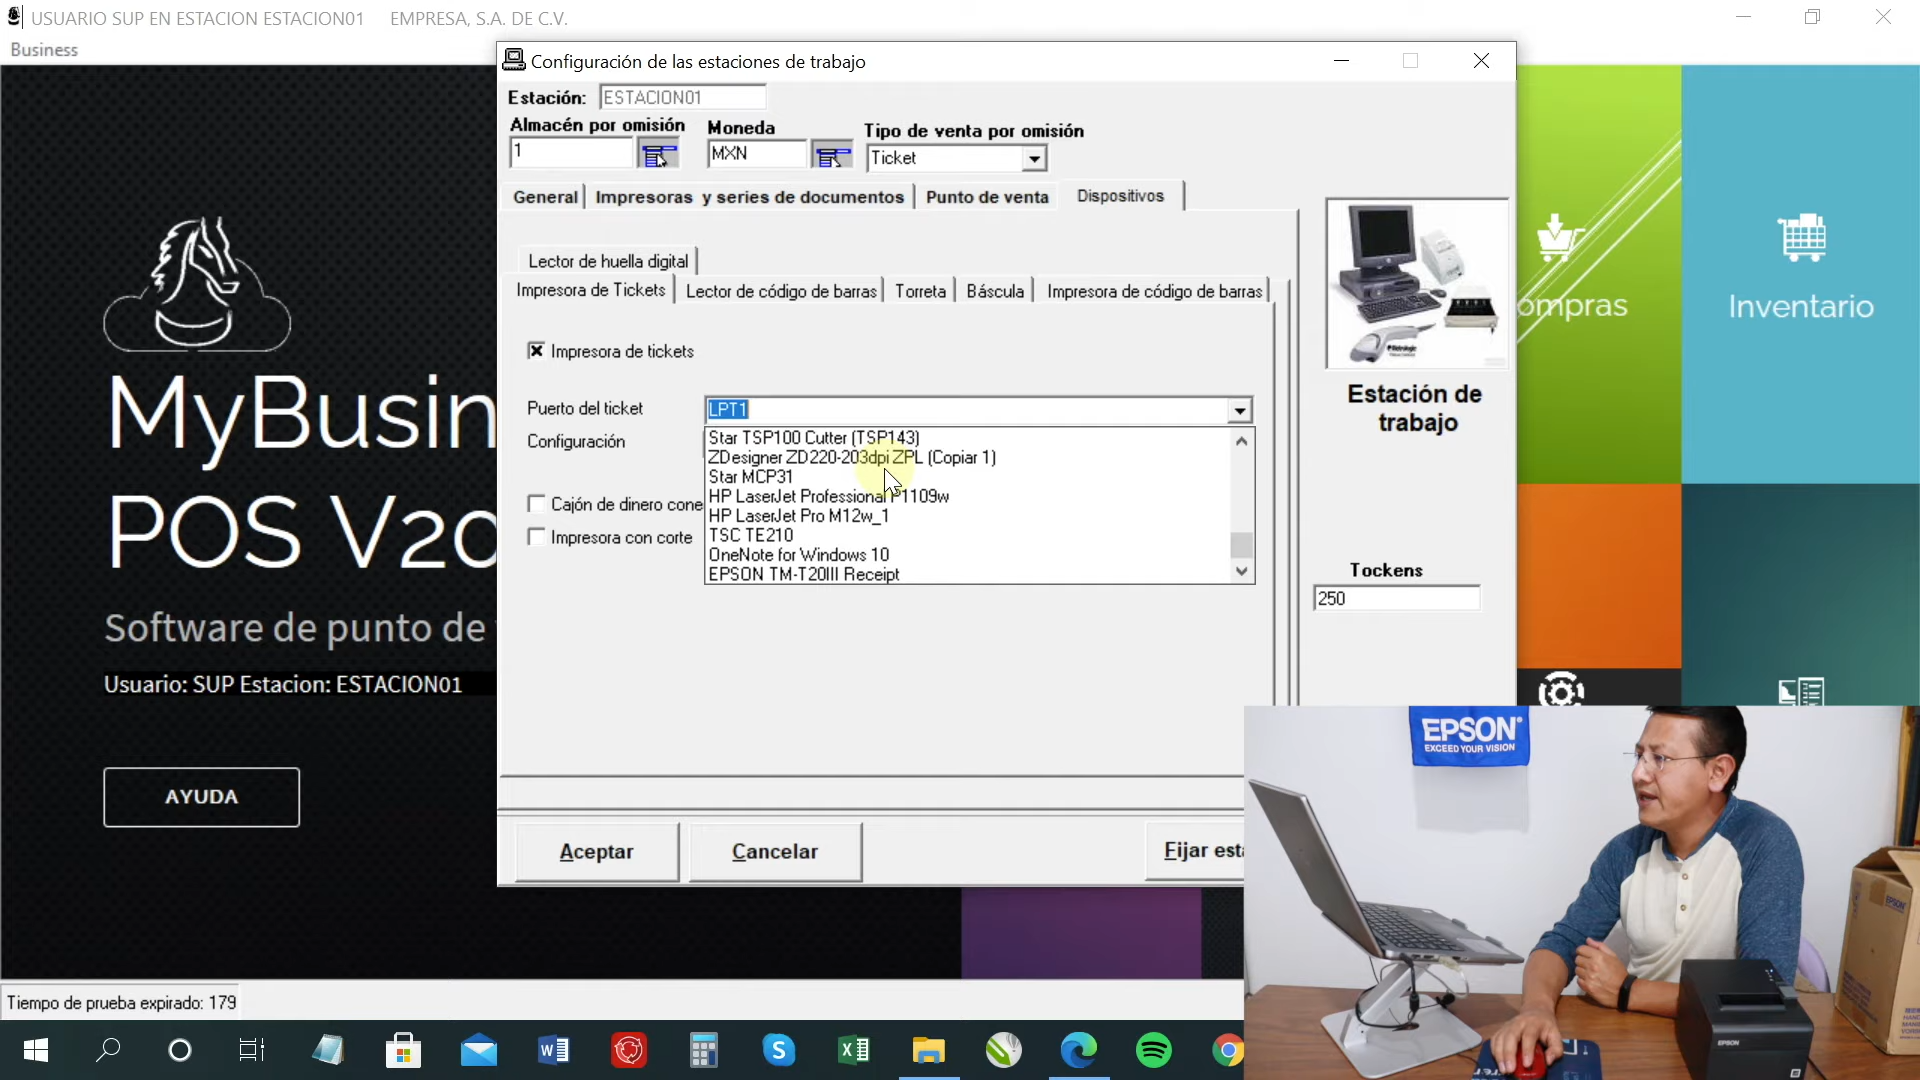 USUARIO SUP EN ESTACION ESTACION01 EMPRESA, S.A. DE C.V.
Business
Configuración de las estaciones de trabajo
Estación: ESTACION01
Almacén por omisión Moneda Tipo de venta por omisión
1 MXN Ticket
General Impresoras y series de documentos Punto de venta Dispositivos
Lector de huella digital
Impresora de Tickets Lector de código de barras Torreta Báscula Impresora de código de barras
Impresora de tickets
Puerto del ticket LPT1
Configuración
Star TSP100 Cutter (TSP143)
ZDesigner ZD220-203dpi ZPL (Copiar 1)
Star MCP31
HP LaserJet Professional P1109w
HP LaserJet Pro M12w_1
TSC TE210
OneNote for Windows 10
EPSON TM-T20III Receipt
Cajón de dinero cone
Impresora con corte
Estación de
trabajo
Tockens
250
Aceptar Cancelar Fijar est
ompras
Inventario
MyBusin
POS V20
Software de punto de
Usuario: SUP Estacion: ESTACION01
AYUDA
Tiempo de prueba expirado: 179
EPSON
EXCEED YOUR VISION
EPSON
EPSON